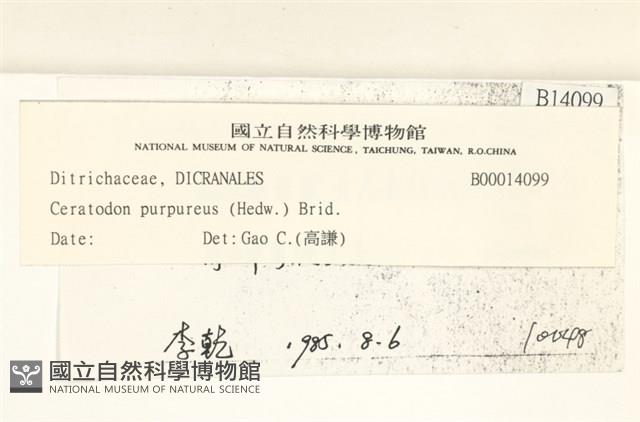 B14099
國立自然科學博物館
NATIONAL MUSEUM OF NATURAL SCIENCE, TAICHUNG, TAIWAN, R.O.CHINA
Ditrichaceae, DICRANALES B00014099
Ceratodon purpureus (Hedw.) Brid.
Date: Det:Gao C.(高謙)
李乾 1985. 8.6 10048
國立自然科學博物館
NATIONAL MUSEUM OF NATURAL SCIENCE